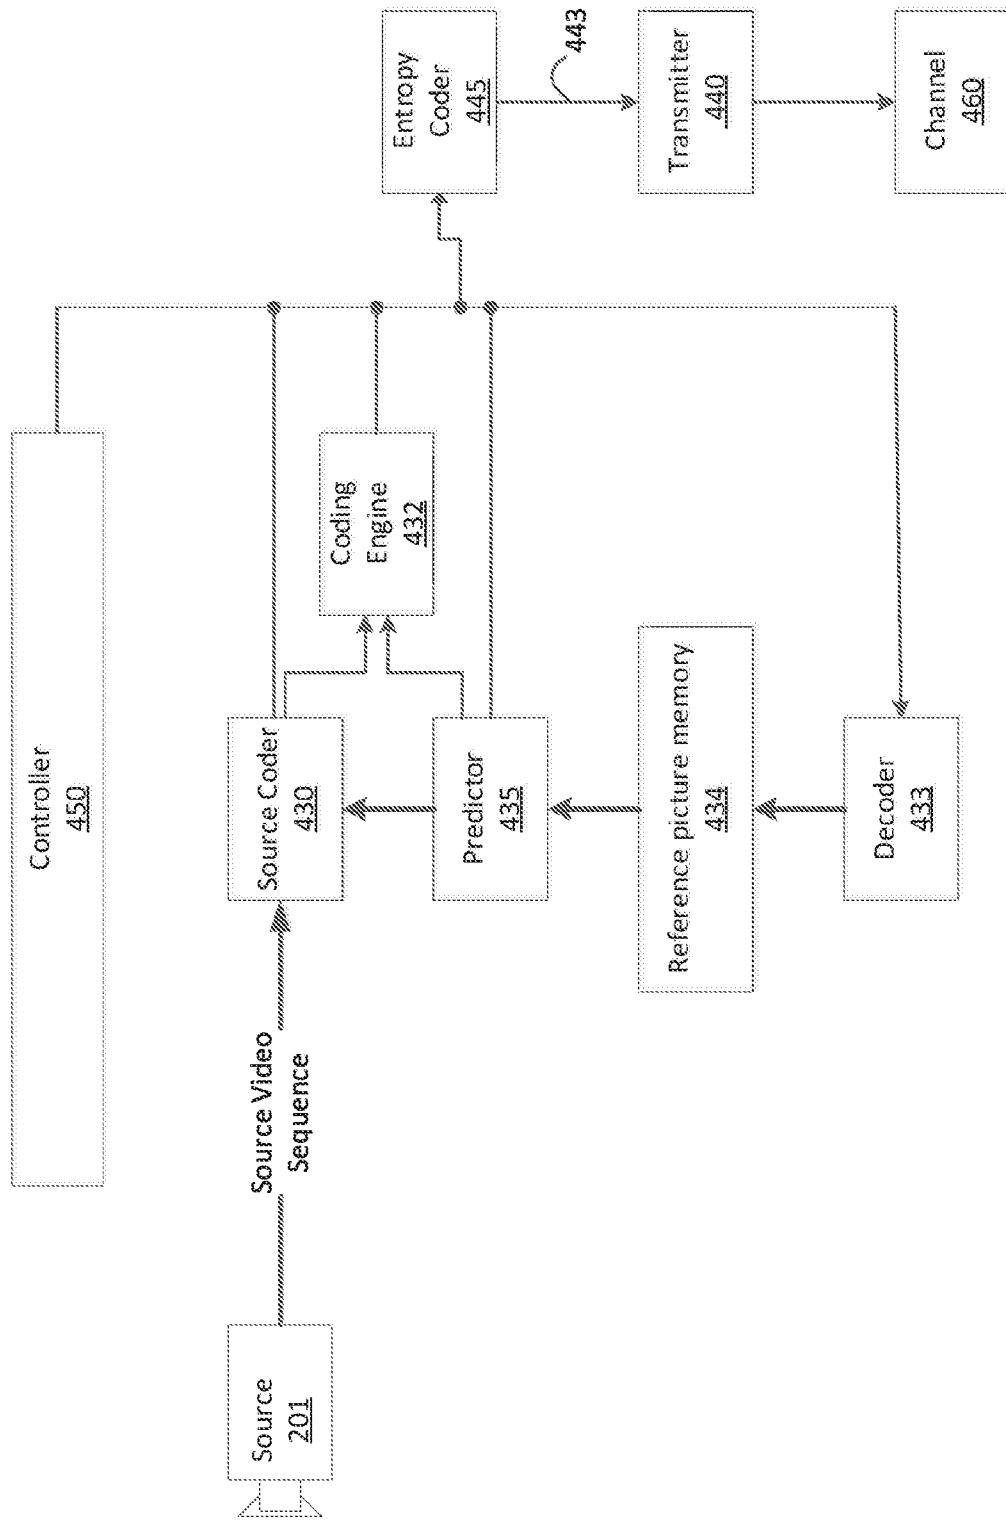 Controller
450
Source
201
Source Video
Sequence
Source Coder
430
Coding
Engine
432
Predictor
435
Reference picture memory
434
Decoder
433
Entropy
Coder
445
443
Transmitter
440
Channel
460